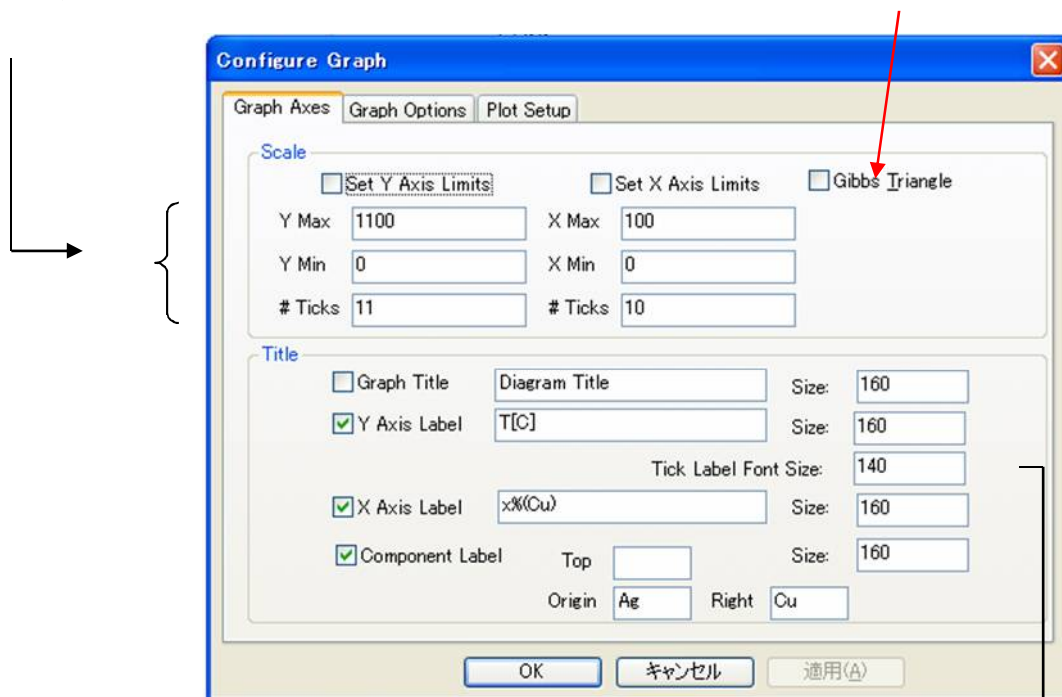 Configure Graph
Graph Axes Graph Options Plot Setup
Scale
Set Y Axis Limits Set X Axis Limits Gibbs Triangle
Y Max 1100 X Max 100
Y Min 0 X Min 0
# Ticks 11 # Ticks 10
Title
Graph Title Diagram Title Size: 160
Y Axis Label T[C] Size: 160
Tick Label Font Size: 140
X Axis Label x%(Cu) Size: 160
Component Label Top Size: 160
Origin Ag Right Cu
OK キャンセル 適用(A)